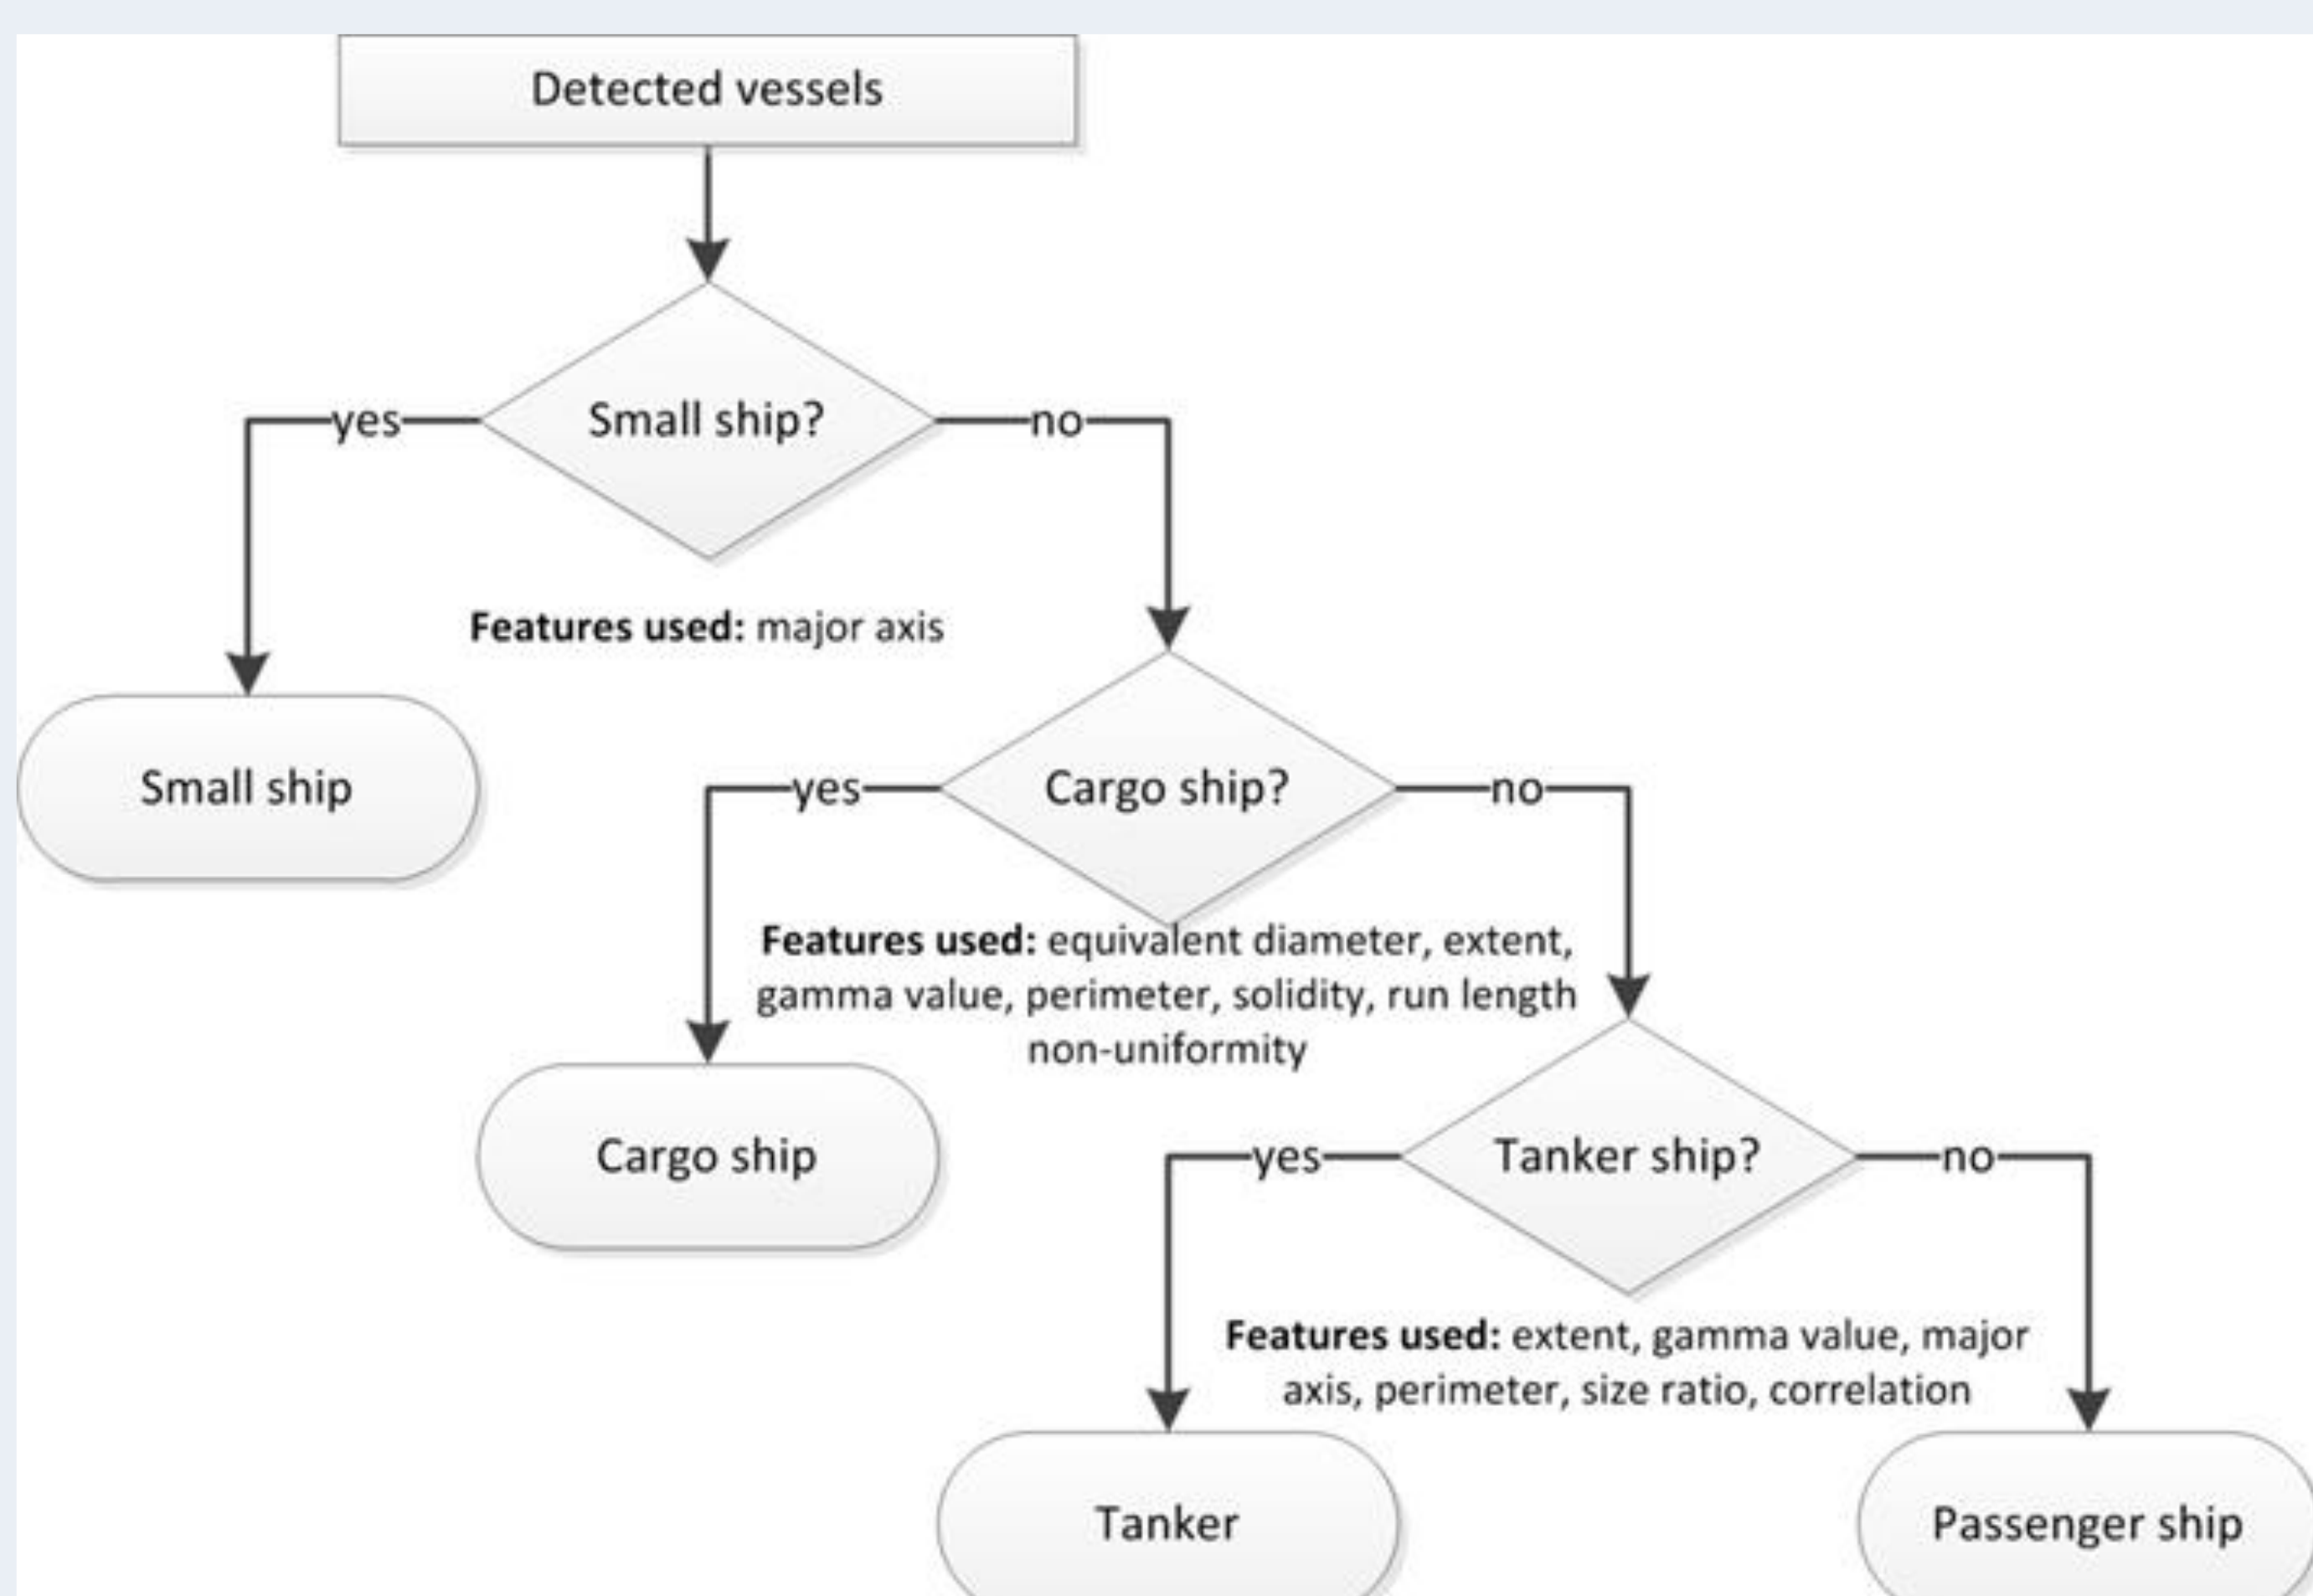 Detected vessels
Small ship?
yes
no
Features used: major axis
Small ship
Cargo ship?
yes
no
Features used: equivalent diameter, extent,
gamma value, perimeter, solidity, run length
non-uniformity
Cargo ship
Tanker ship?
yes
no
Features used: extent, gamma value, major
axis, perimeter, size ratio, correlation
Tanker
Passenger ship